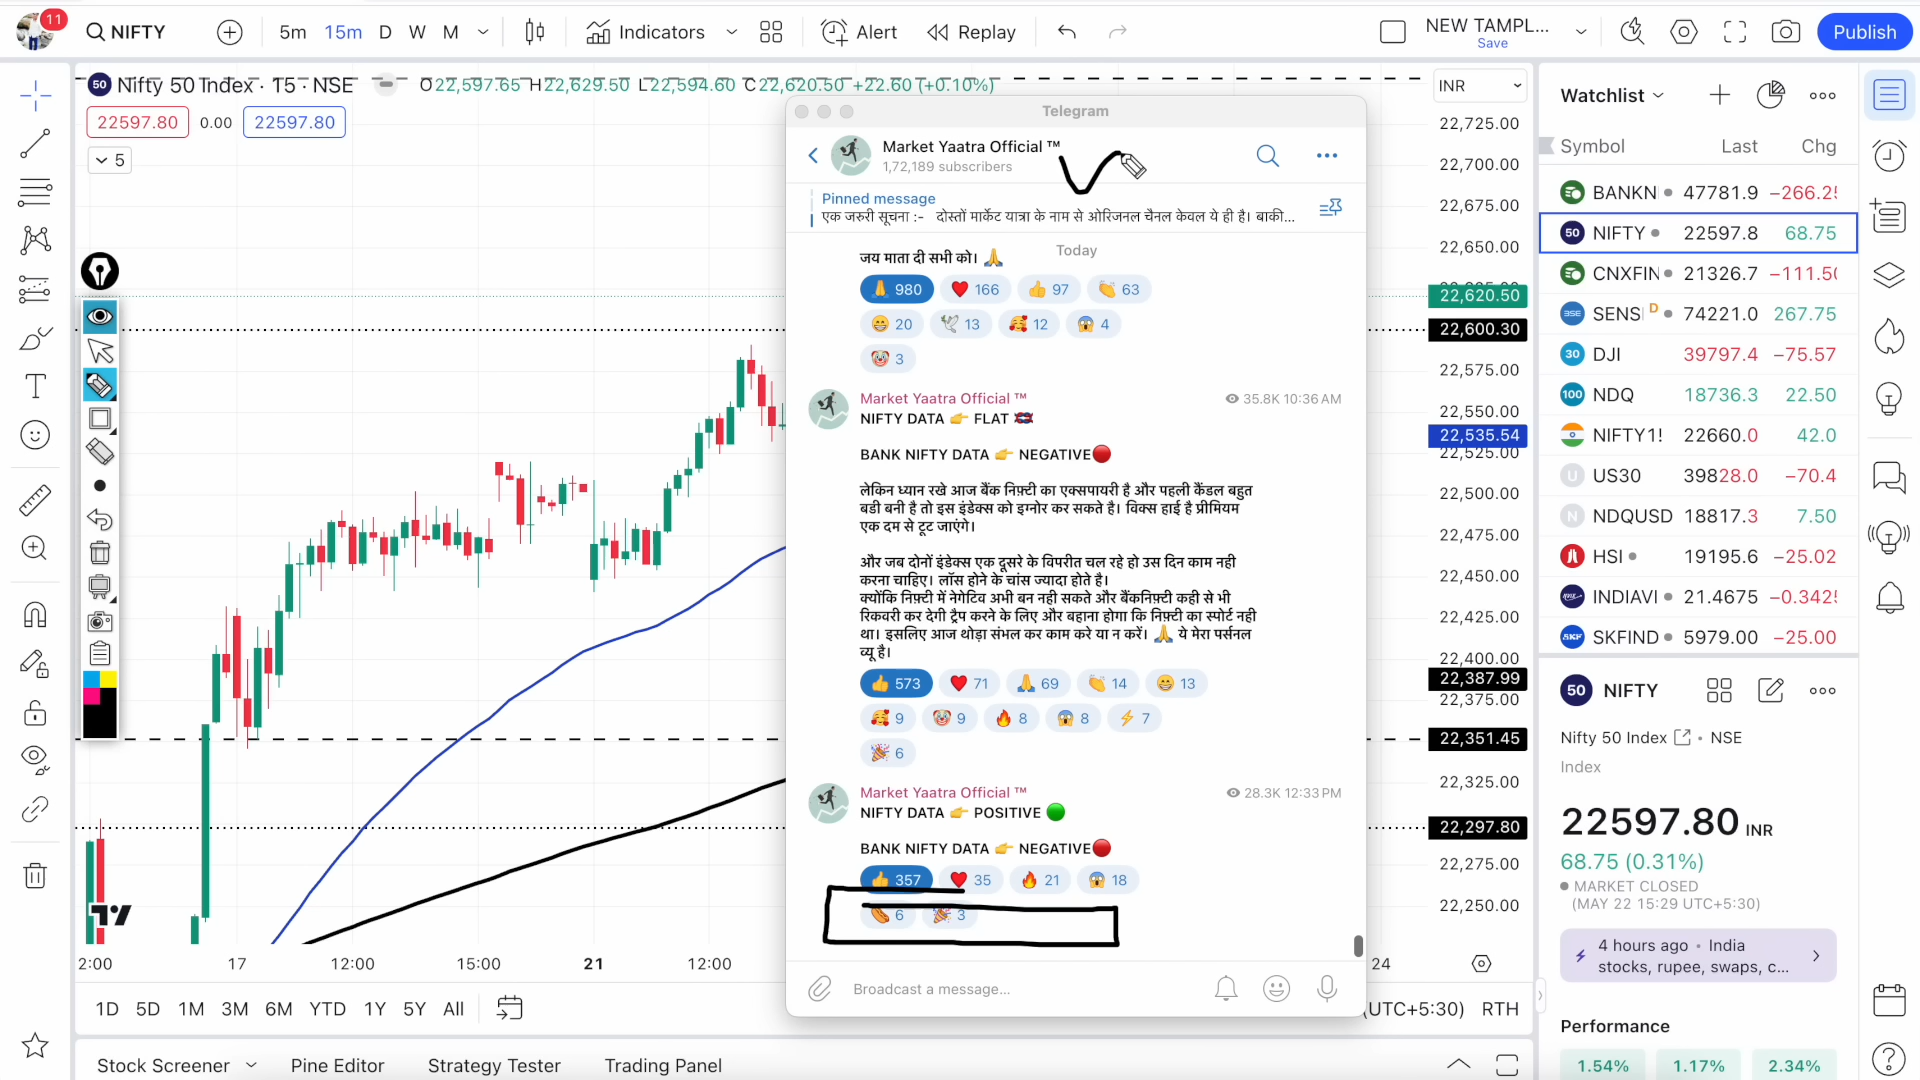 11
NIFTY
5m 15m D W M
Indicators
Alert
Replay
NEW TAMPL...
Save
Publish
50 Nifty 50 Index · 15 · NSE
O22,597.65 H22,629.50 L22,594.60 C22,620.50 +22.60 (+0.10%)
22597.80 0.00 22597.80
5
INR
22,725.00
22,700.00
22,675.00
22,650.00
22,620.50
22,600.30
22,575.00
22,550.00
22,535.54
22,525.00
22,500.00
22,475.00
22,450.00
22,425.00
22,400.00
22,387.99
22,375.00
22,351.45
22,325.00
22,297.80
22,275.00
22,250.00
2:00 17 12:00 15:00 21 12:00 24
1D 5D 1M 3M 6M YTD 1Y 5Y All
(UTC+5:30) RTH
Stock Screener Pine Editor Strategy Tester Trading Panel
Telegram
Market Yaatra Official ™
1,72,189 subscribers
Pinned message
एक जरुरी सूचना :- दोस्तों मार्केट यात्रा के नाम से ओरिजनल चैनल केवल ये ही है। बाकी...
Today
जय माता दी सभी को। 🙏
🙏 980 ❤️ 166 👍 97 👏 63
😁 20 🕊 13 🥰 12 😱 4
🤡 3
Market Yaatra Official ™ 35.8K 10:36 AM
NIFTY DATA 👉 FLAT 🪢
BANK NIFTY DATA 👉 NEGATIVE🔴
लेकिन ध्यान रखे आज बैंक निफ़्टी का एक्सपायरी है और पहली कैंडल बहुत
बडी बनी है तो इस इंडेक्स को इग्नोर कर सकते है। विक्स हाई है प्रीमियम
एक दम से टूट जाएंगे।
और जब दोनों इंडेक्स एक दूसरे के विपरीत चल रहे हो उस दिन काम नही
करना चाहिए। लॉस होने के चांस ज्यादा होते है।
क्योंकि निफ़्टी में नेगेटिव अभी बन नही सकते और बैंकनिफ़्टी कही से भी
रिकवरी कर देगी ट्रैप करने के लिए और बहाना होगा कि निफ़्टी का स्पोर्ट नही
था। इसलिए आज थोड़ा संभल कर काम करे या न करें। 🙏 ये मेरा पर्सनल
व्यू है।
👍 573 ❤️ 71 🙏 69 👏 14 😁 13
🥰 9 🤡 9 🔥 8 😱 8 ⚡ 7
🎉 6
Market Yaatra Official ™ 28.3K 12:33 PM
NIFTY DATA 👉 POSITIVE 🟢
BANK NIFTY DATA 👉 NEGATIVE🔴
👍 357 ❤️ 35 🔥 21 😱 18
🌭 6 🎉 3
Broadcast a message...
Watchlist
Symbol Last Chg
BANKN 47781.9 −266.25
50 NIFTY 22597.8 68.75
CNXFIN 21326.7 −111.50
BSE SENS D 74221.0 267.75
30 DJI 39797.4 −75.57
100 NDQ 18736.3 22.50
NIFTY1! 22660.0 42.0
U US30 39828.0 −70.4
N NDQUSD 18817.3 7.50
HSI 19195.6 −25.02
INDIAVI 21.4675 −0.3425
SKF SKFIND 5979.00 −25.00
50 NIFTY
Nifty 50 Index • NSE
Index
22597.80 INR
68.75 (0.31%)
MARKET CLOSED
(MAY 22 15:29 UTC+5:30)
4 hours ago • India
stocks, rupee, swaps, c...
Performance
1.54% 1.17% 2.34%